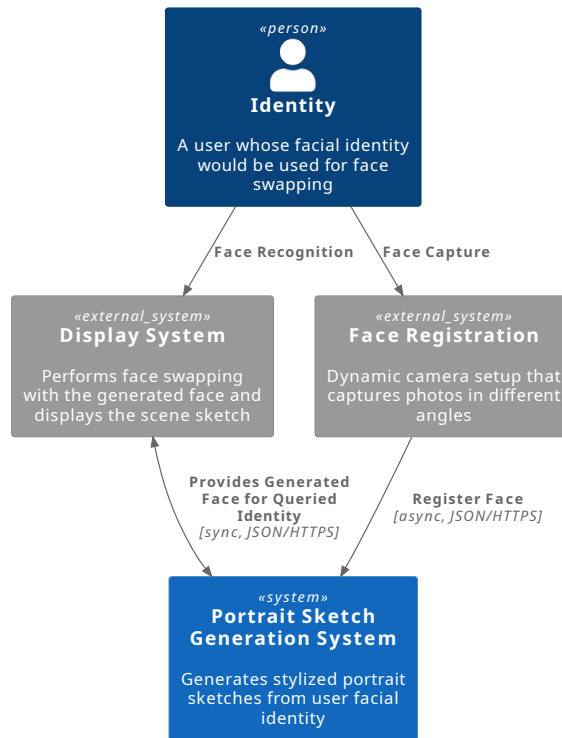 «person»
Identity
A user whose facial identity
would be used for face
swapping
Face Recognition
Face Capture
«external_system»
Display System
Performs face swapping
with the generated face and
displays the scene sketch
«external_system»
Face Registration
Dynamic camera setup that
captures photos in different
angles
Provides Generated
Face for Queried
Identity
[sync, JSON/HTTPS]
Register Face
[async, JSON/HTTPS]
«system»
Portrait Sketch
Generation System
Generates stylized portrait
sketches from user facial
identity